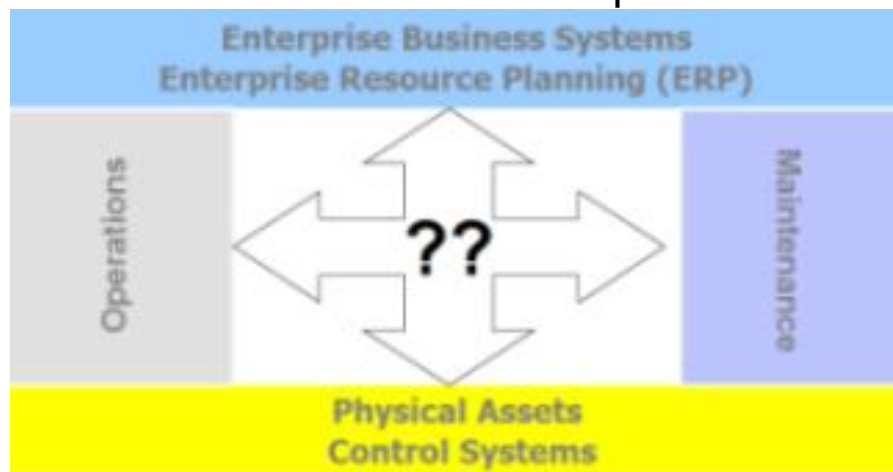 Enterprise Business Systems
Enterprise Resource Planning (ERP)
Operations
??
Maintenance
Physical Assets
Control Systems